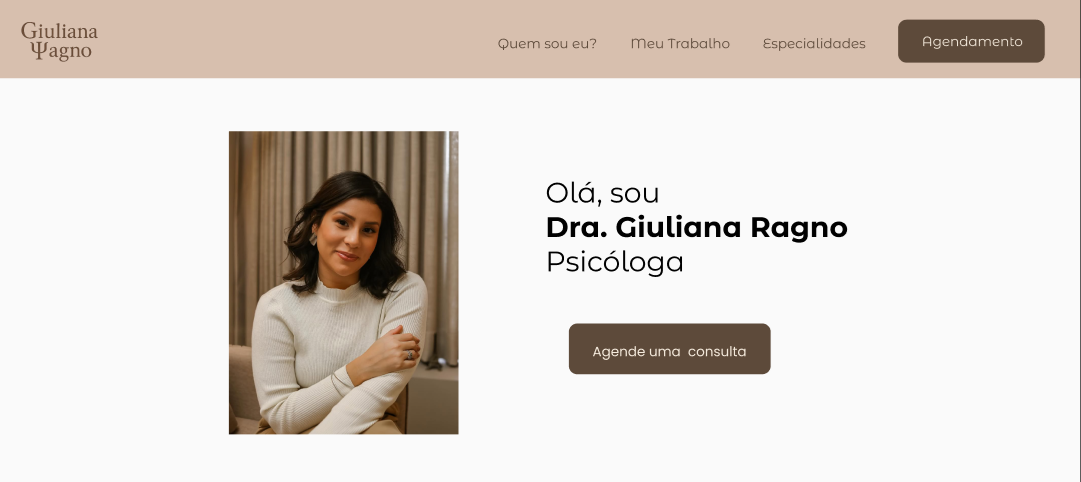 Giuliana
Ψagno
Quem sou eu?
Meu Trabalho
Especialidades
Agendamento
Olá, sou
Dra. Giuliana Ragno
Psicóloga
Agende uma consulta